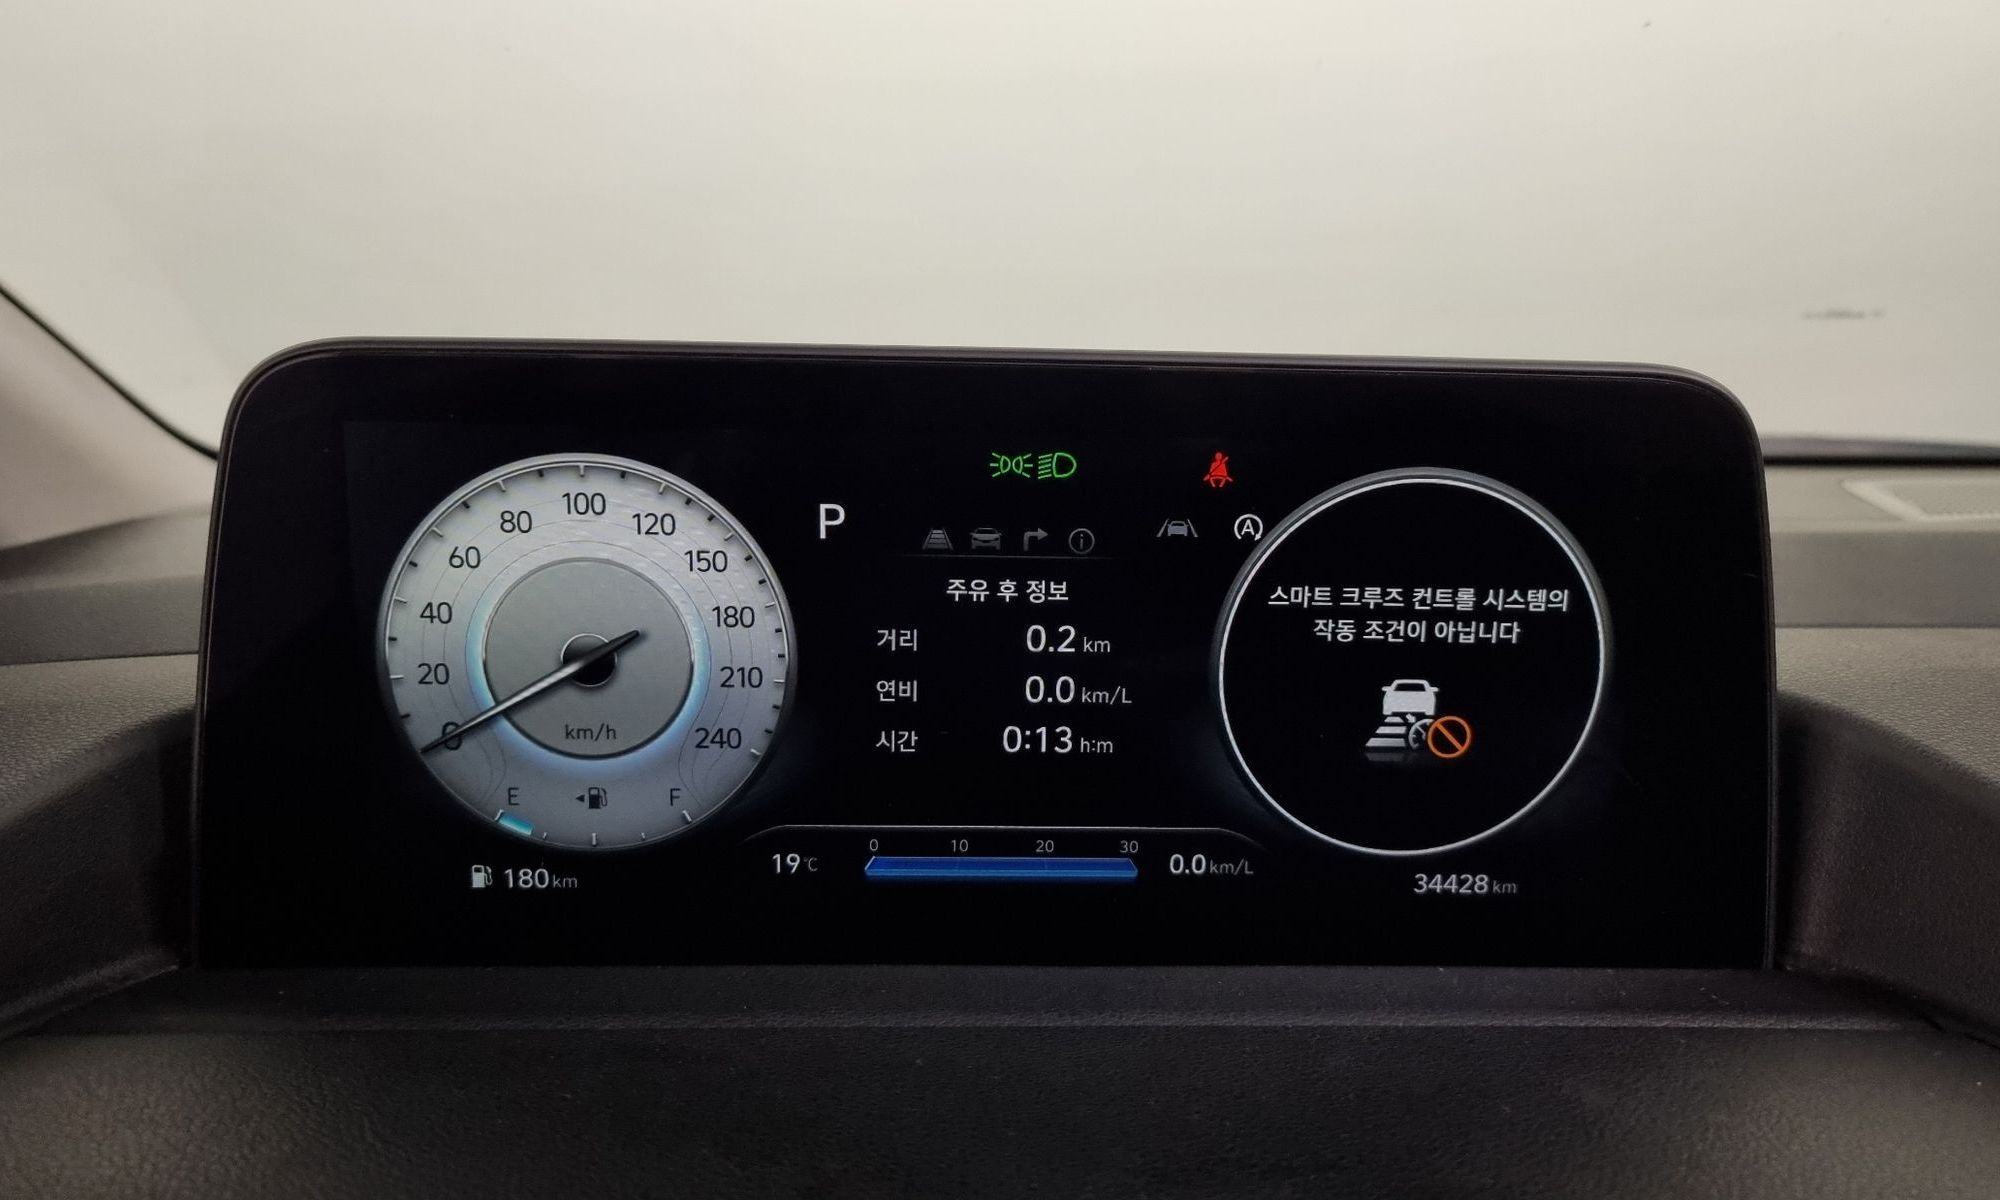 0
20
40
60
80
100
120
150
180
210
240
km/h
E
F
180 km
P
주유 후 정보
거리 0.2 km
연비 0.0 km/L
시간 0:13 h:m
A
스마트 크루즈 컨트롤 시스템의
작동 조건이 아닙니다
19 ℃
0 10 20 30
0.0 km/L
34428 km